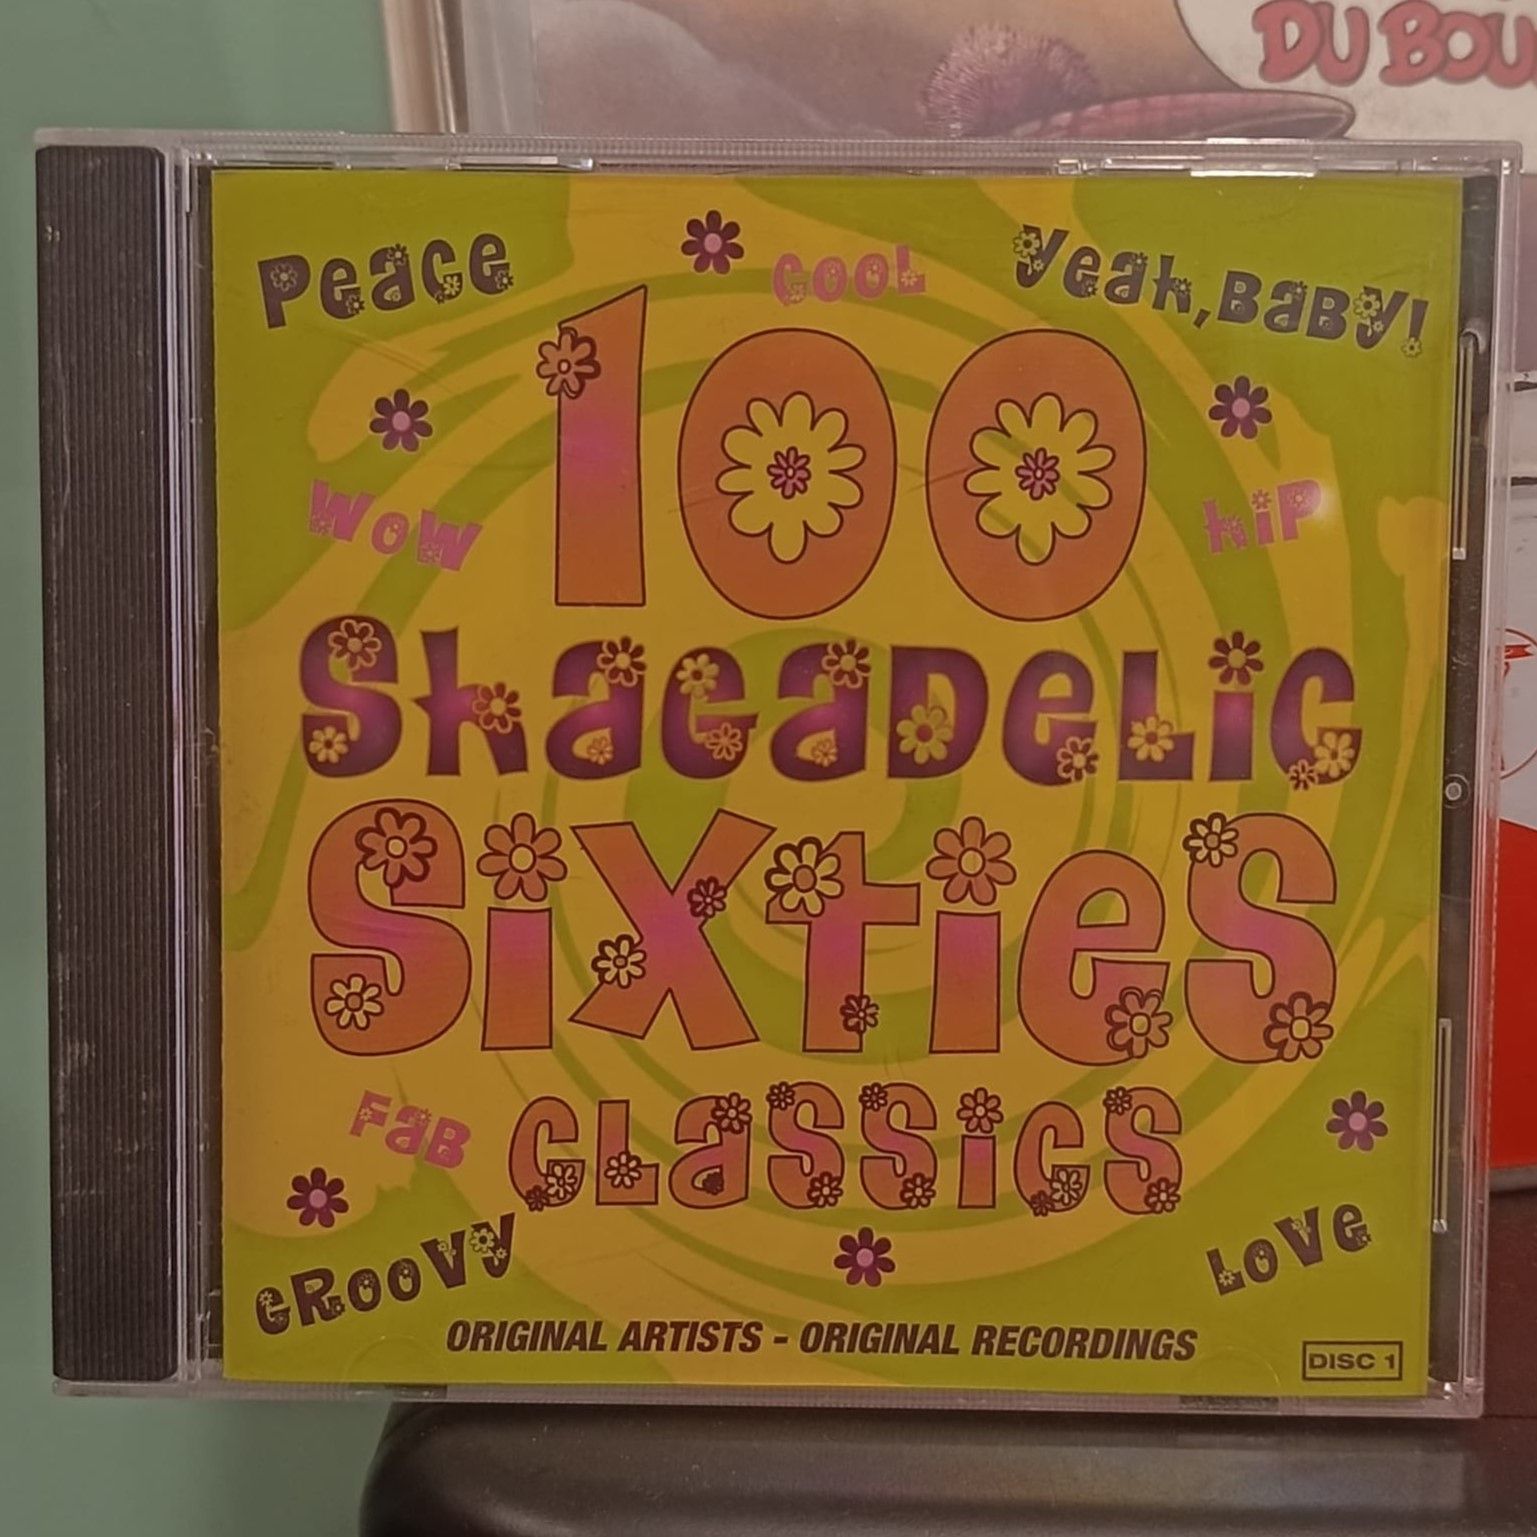 DU BOU
Peace
COOL
Yeah, BaBY!
100
WOW
hiP
SHaGaDeLiC
SixtieS
FaB
CLaSSiCS
GROOVY
LOVe
ORIGINAL ARTISTS - ORIGINAL RECORDINGS
DISC 1